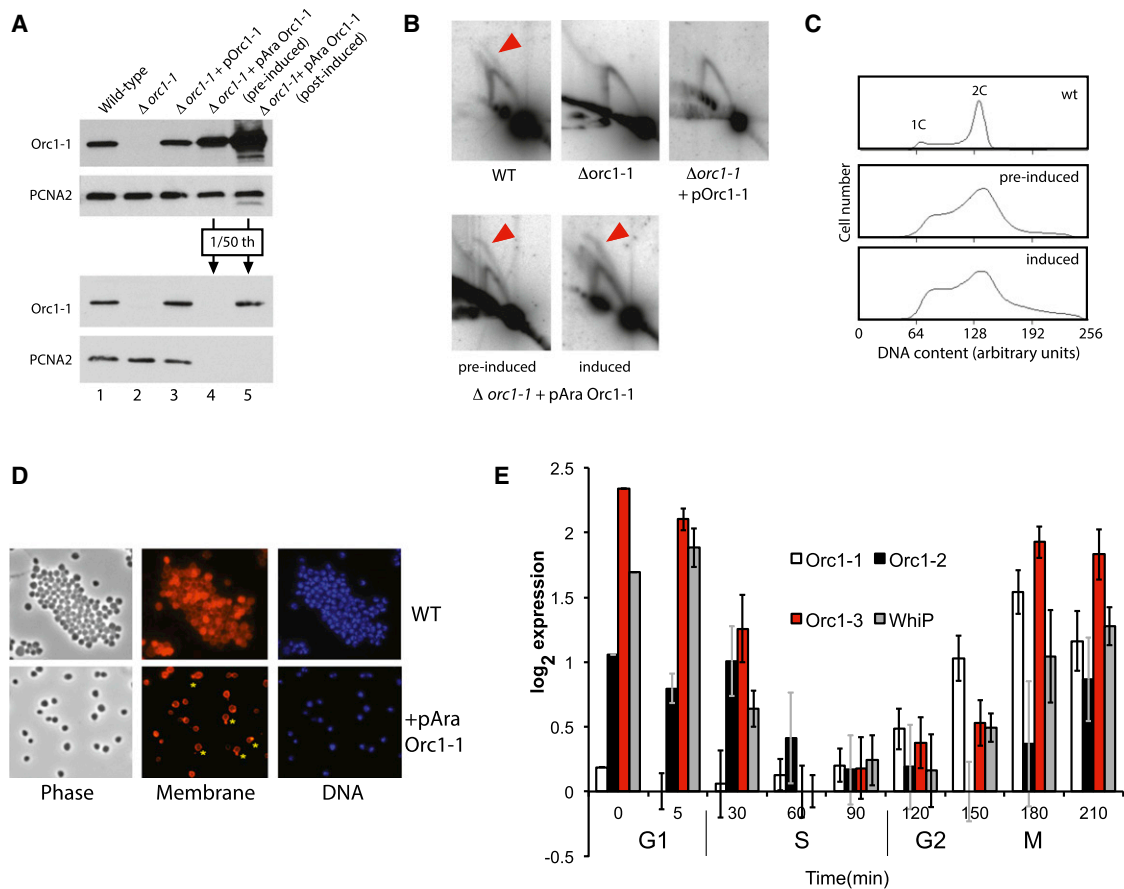 A
Wild-type
Δ orc1-1
Δ orc1-1 + pOrc1-1
Δ orc1-1 + pAra Orc1-1
(pre-induced)
Δ orc1-1+ pAra Orc1-1
(post-induced)
Orc1-1
PCNA2
1/50 th
Orc1-1
PCNA2
1 2 3 4 5
B
WT
Δorc1-1
Δorc1-1
+ pOrc1-1
pre-induced
induced
Δ orc1-1 + pAra Orc1-1
C
wt
1C
2C
pre-induced
induced
Cell number
0 64 128 192 256
DNA content (arbitrary units)
D
WT
+pAra
Orc1-1
Phase
Membrane
DNA
E
log2 expression
2.5
2
1.5
1
0.5
0
-0.5
Orc1-1
Orc1-2
Orc1-3
WhiP
0 5 30 60 90 120 150 180 210
G1 S G2 M
Time(min)